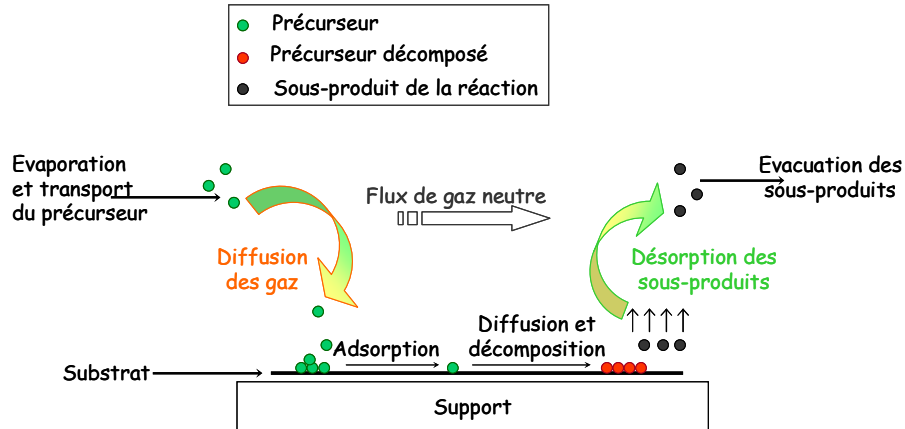 Précurseur
Précurseur décomposé
Sous-produit de la réaction
Evaporation
et transport
du précurseur
Flux de gaz neutre
Evacuation des
sous-produits
Diffusion
des gaz
Désorption des
sous-produits
Adsorption
Diffusion et
décomposition
Substrat
Support